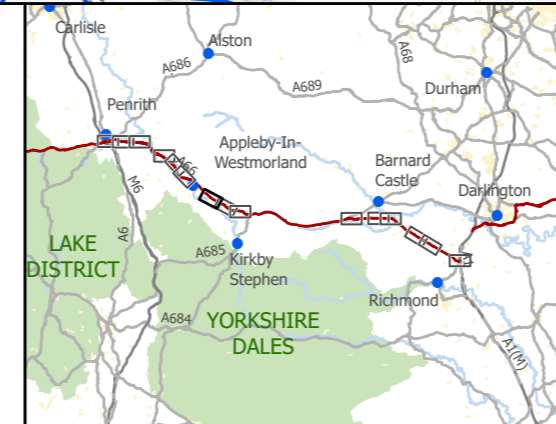 Carlisle
Alston
A686
A689
A68
Durham
Penrith
Appleby-In-
Westmorland
A66
Barnard
Castle
Darlington
M6
A6
LAKE
DISTRICT
A685
Kirkby
Stephen
Richmond
A684
YORKSHIRE
DALES
A1(M)